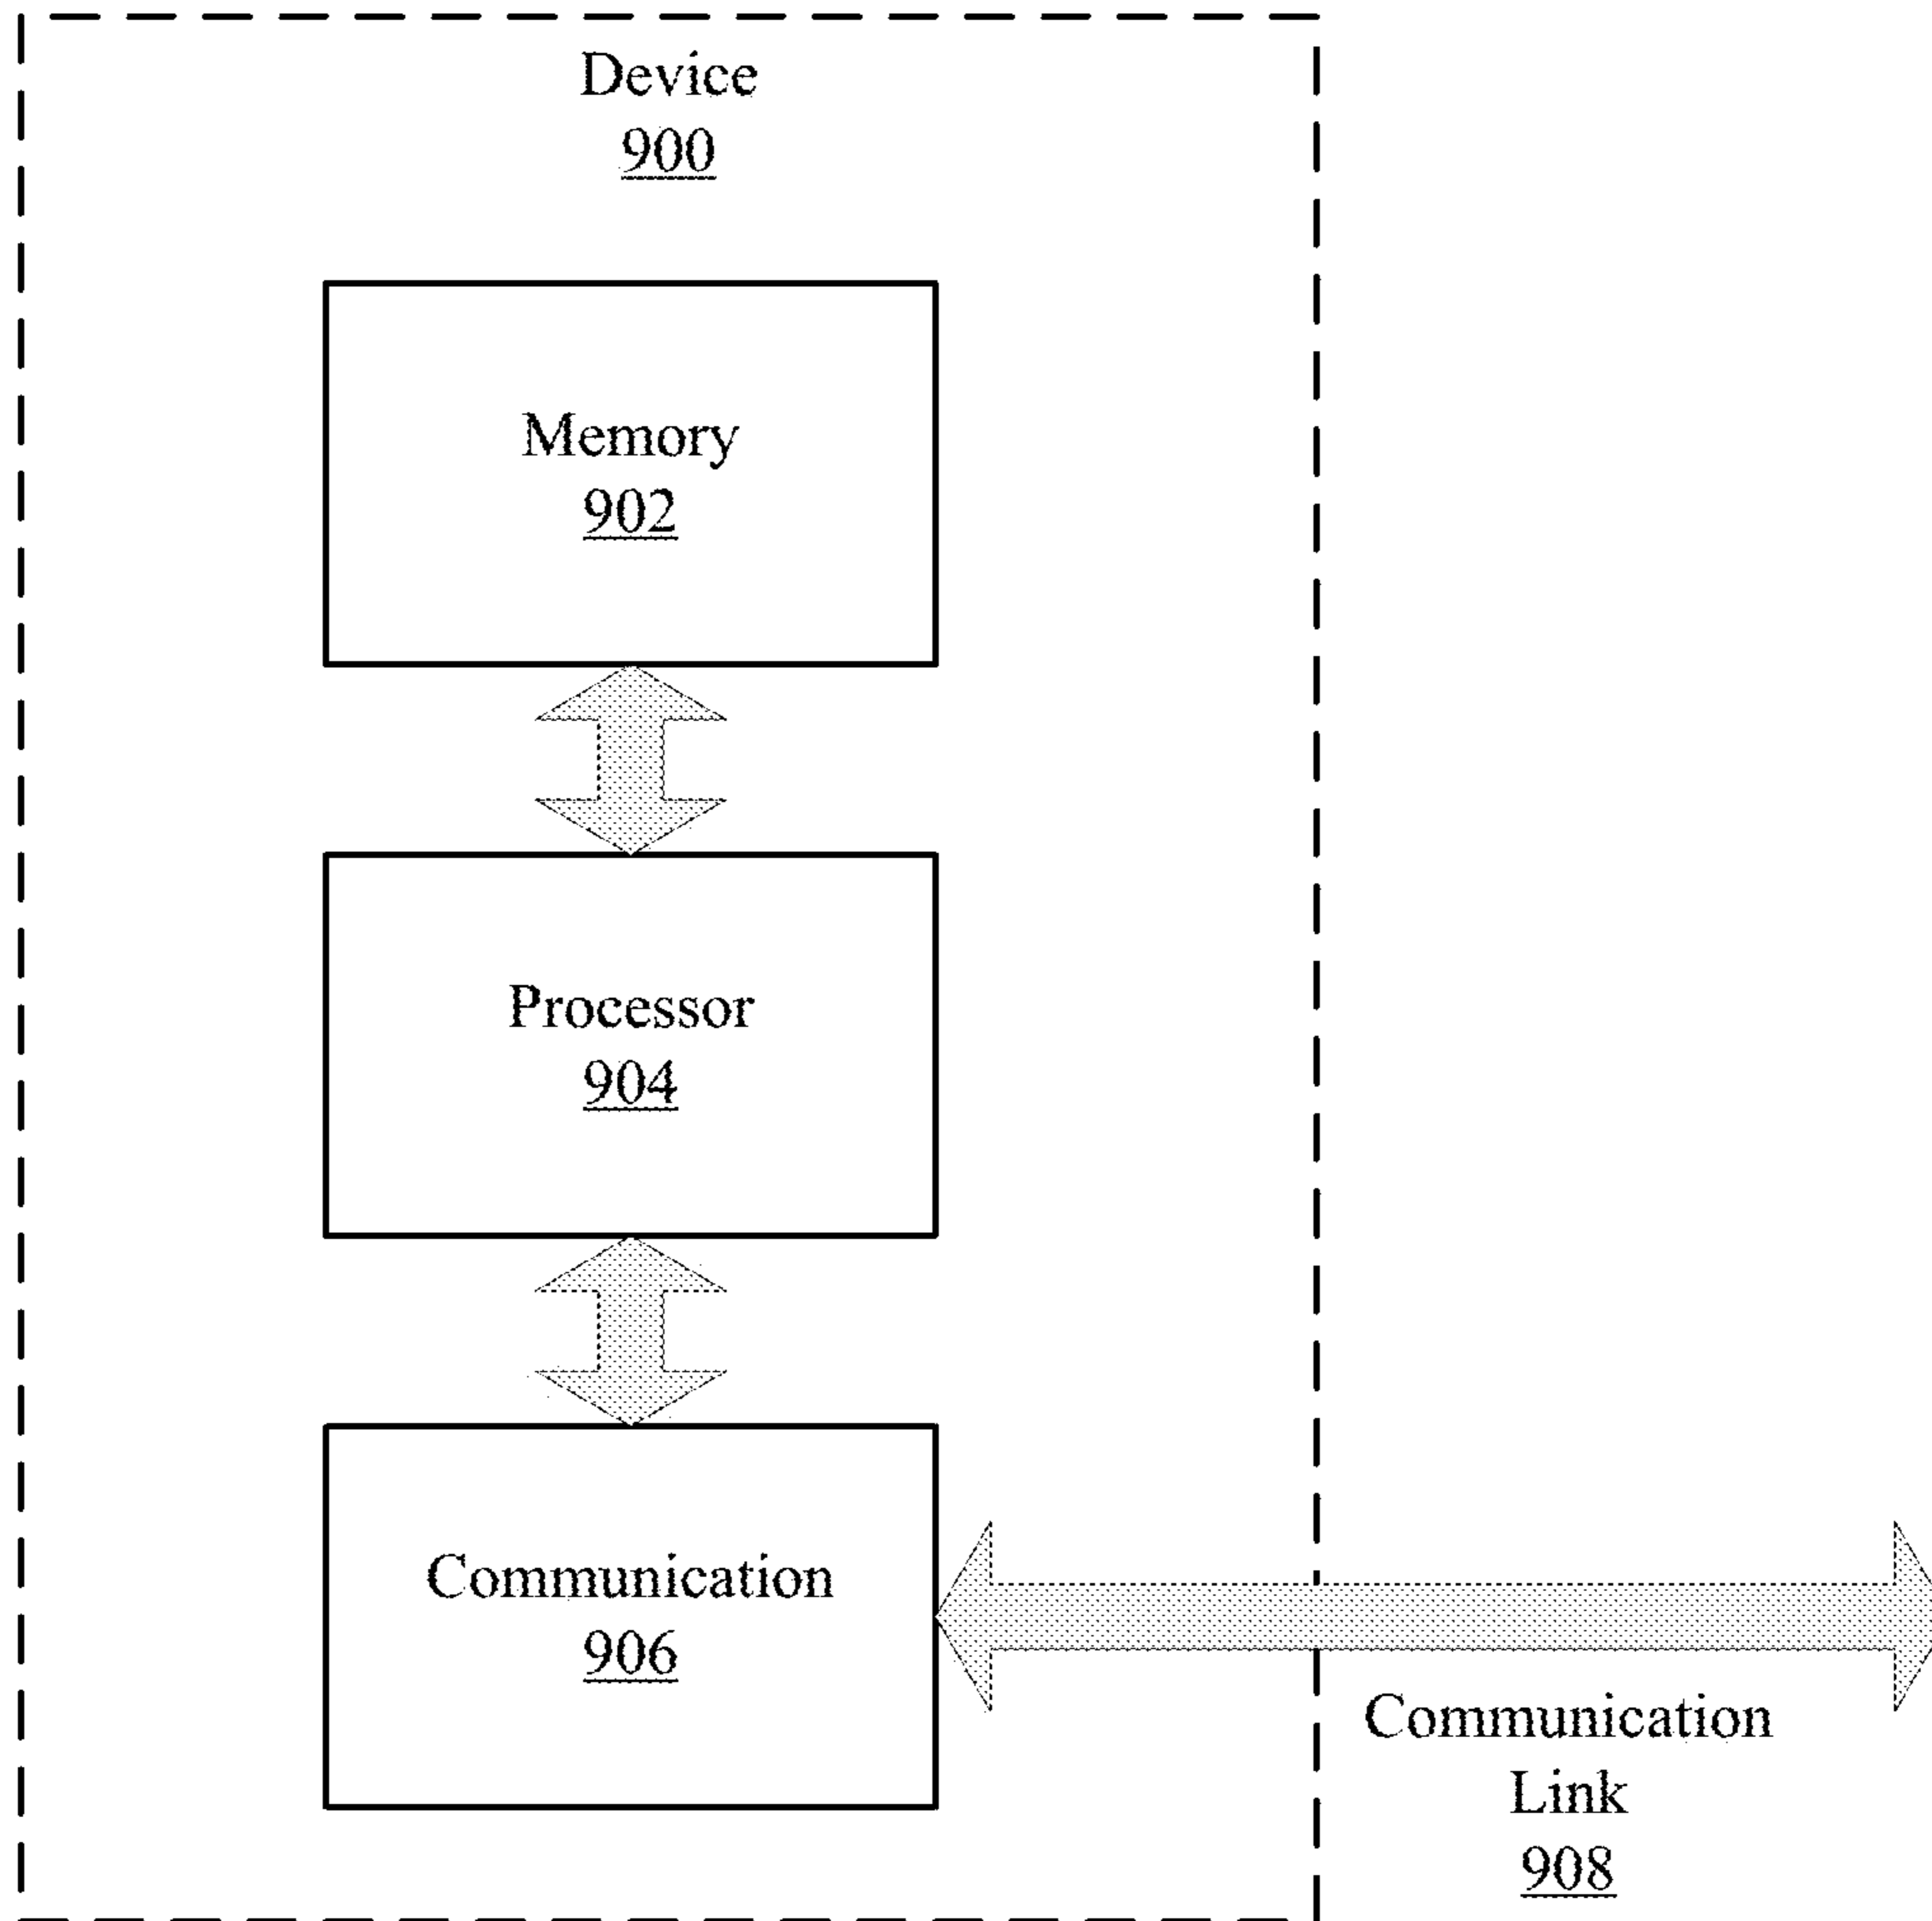 Device
900
Memory
902
Processor
904
Communication
906
Communication
Link
908